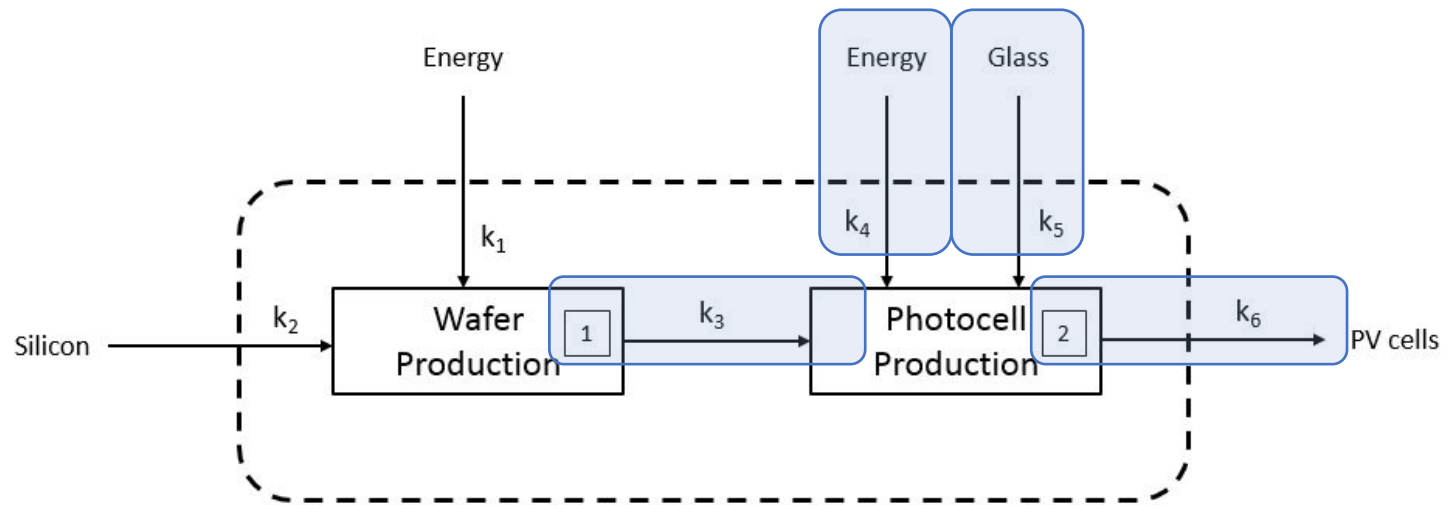 Energy
Energy
Glass
k₁
k₄
k₅
Silicon
k₂
Wafer
Production
1
k₃
Photocell
Production
2
k₆
PV cells